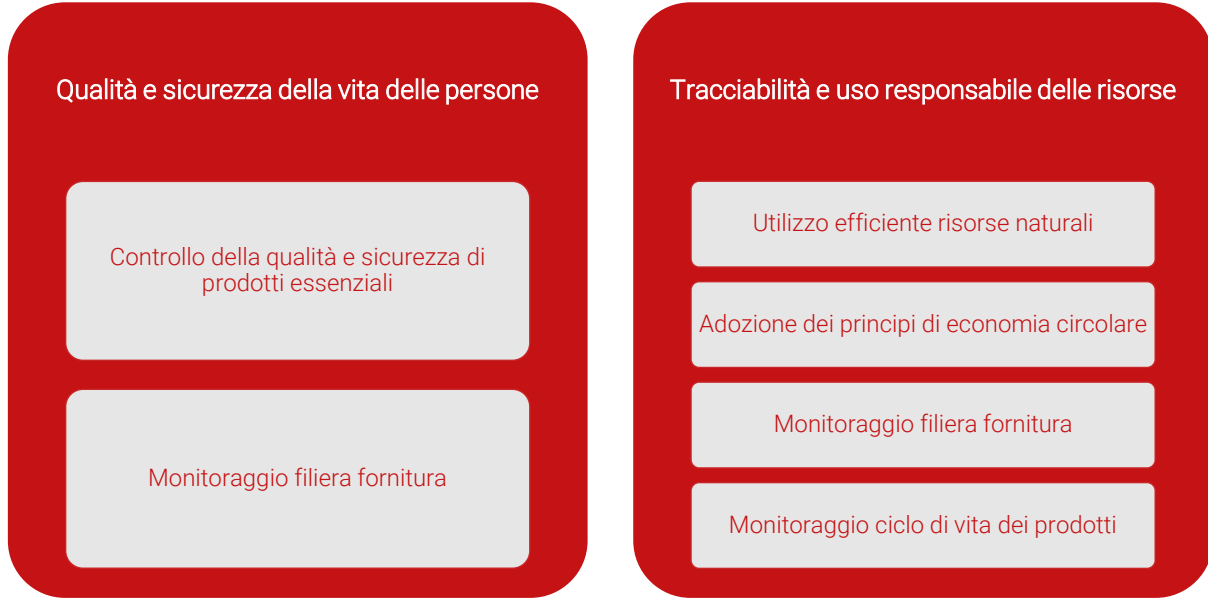 Qualità e sicurezza della vita delle persone
Controllo della qualità e sicurezza di
prodotti essenziali
Monitoraggio filiera fornitura
Tracciabilità e uso responsabile delle risorse
Utilizzo efficiente risorse naturali
Adozione dei principi di economia circolare
Monitoraggio filiera fornitura
Monitoraggio ciclo di vita dei prodotti